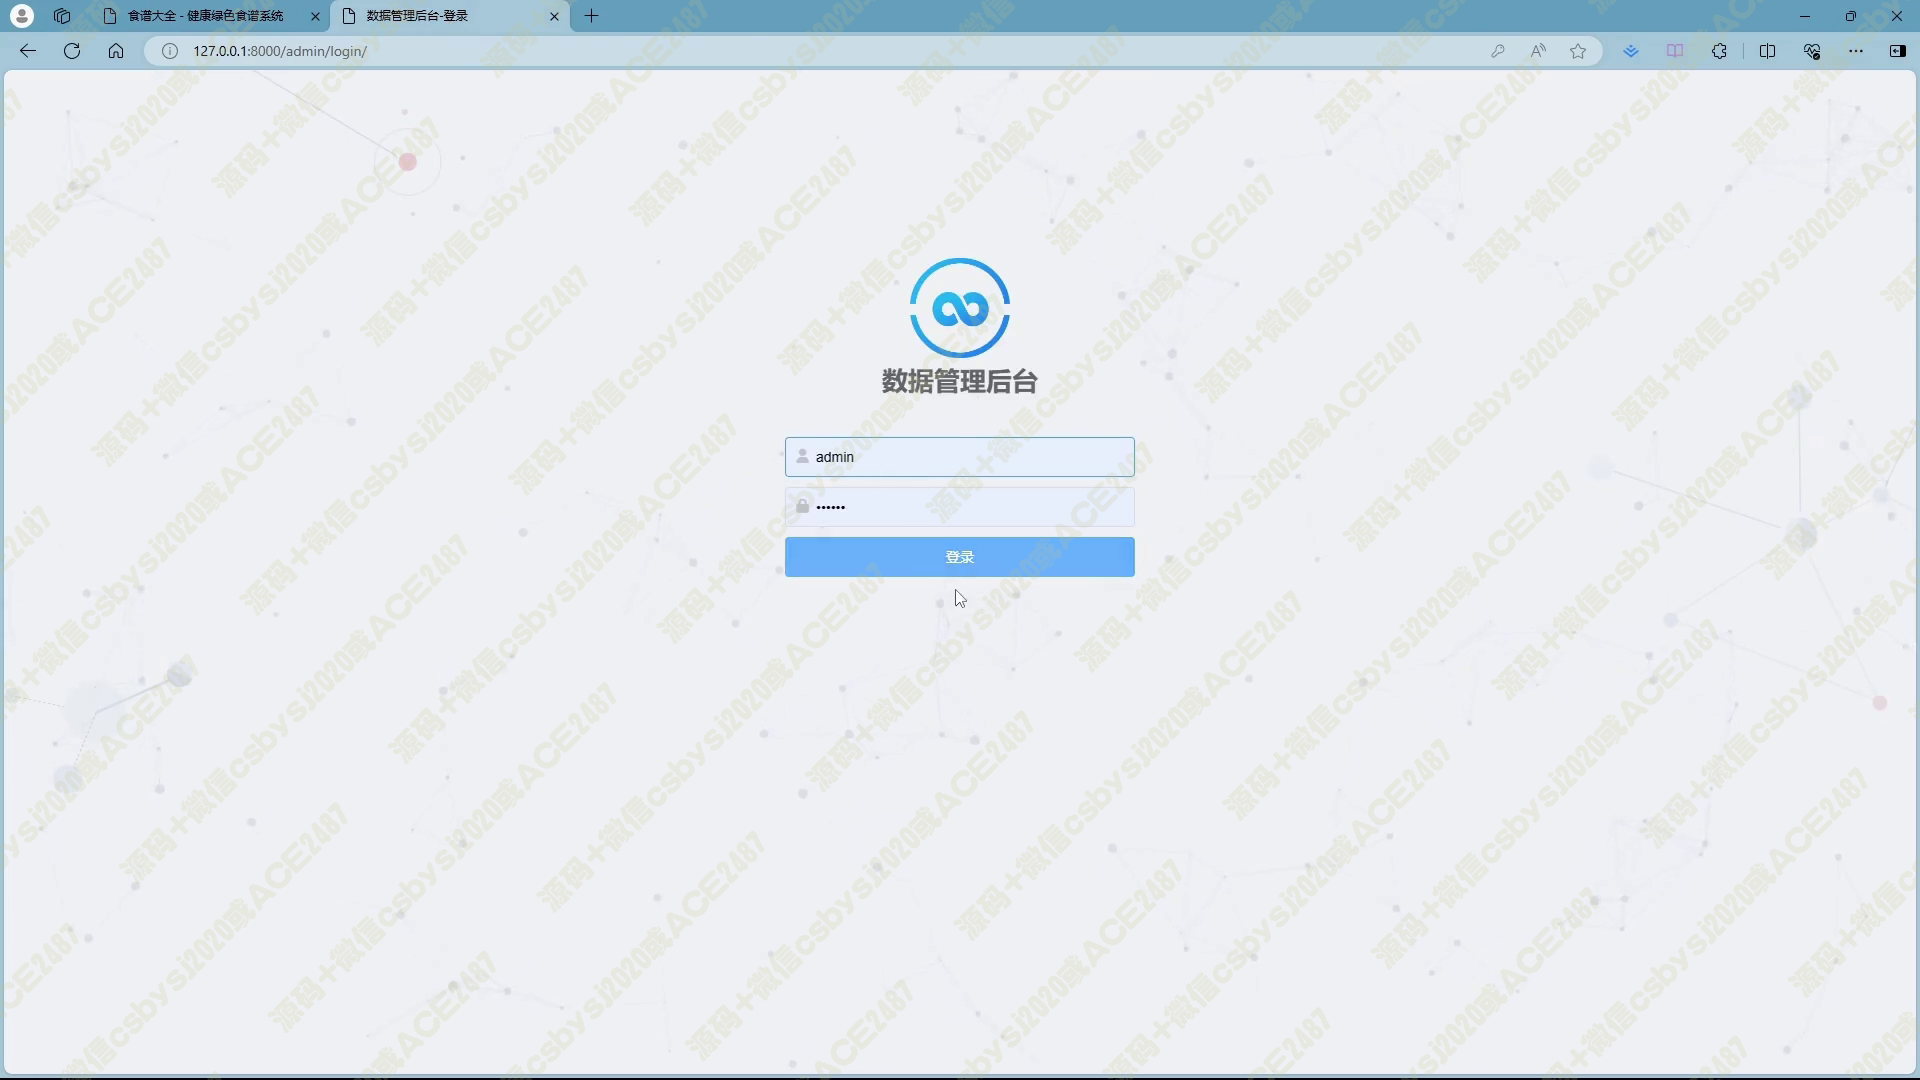 食谱大全 - 健康绿色食谱系统
数据管理后台-登录
127.0.0.1:8000/admin/login/
数据管理后台
admin
••••••
登录
源码+微信csbysj2020或ACE2487